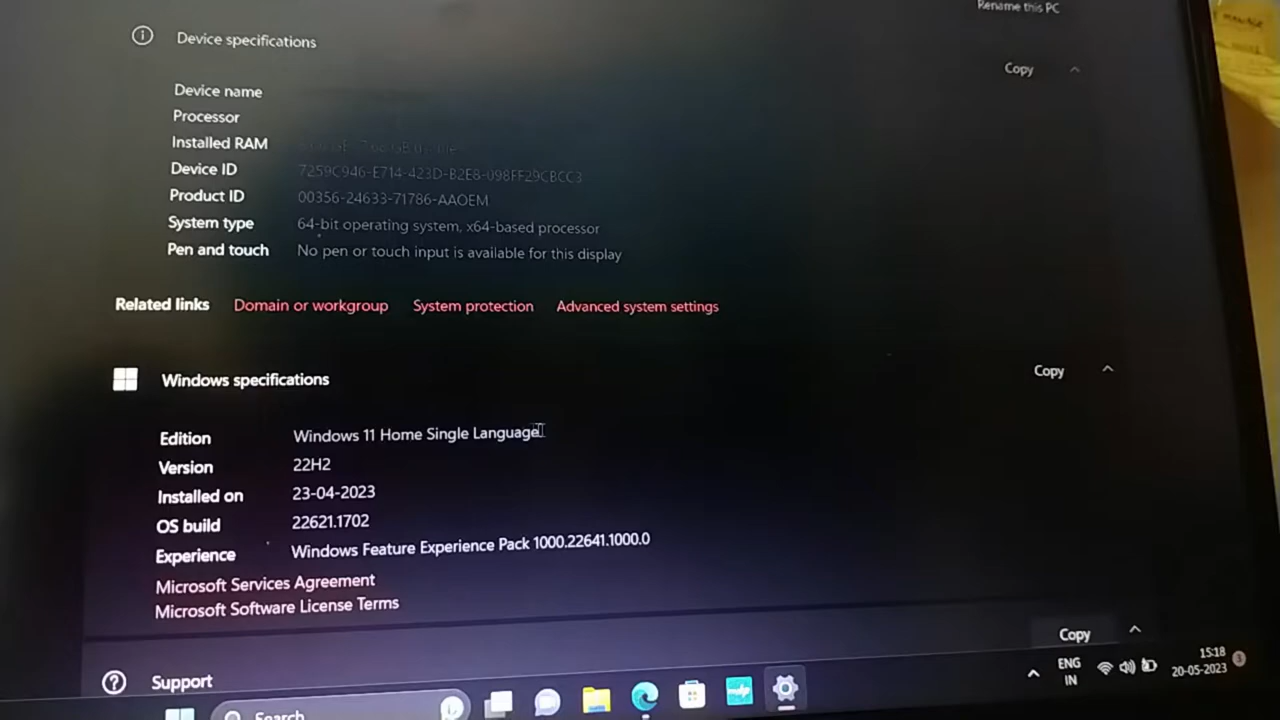 Rename this PC
Device specifications
Copy
Device name
Processor
Installed RAM
Device ID 7259C946-E714-423D-B2E8-098FF29CBCC3
Product ID 00356-24633-71786-AAOEM
System type 64-bit operating system, x64-based processor
Pen and touch No pen or touch input is available for this display
Related links Domain or workgroup System protection Advanced system settings
Windows specifications Copy
Edition Windows 11 Home Single Language
Version 22H2
Installed on 23-04-2023
OS build 22621.1702
Experience Windows Feature Experience Pack 1000.22641.1000.0
Microsoft Services Agreement
Microsoft Software License Terms
Copy
Support
Search
ENG
IN
15:18
20-05-2023